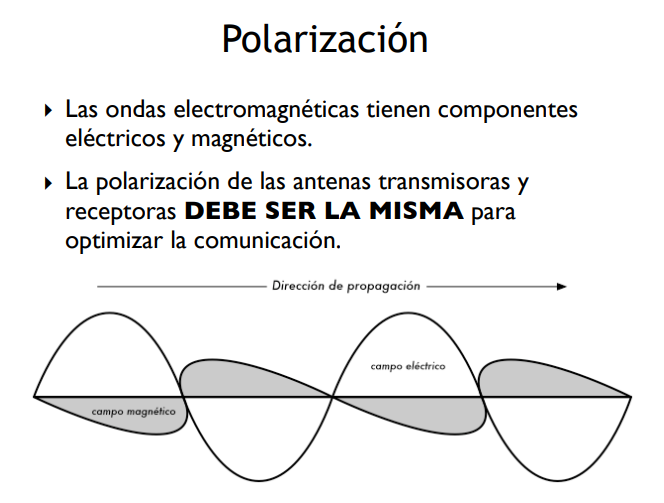 Polarización
‣ Las ondas electromagnéticas tienen componentes
eléctricos y magnéticos.
‣ La polarización de las antenas transmisoras y
receptoras DEBE SER LA MISMA para
optimizar la comunicación.
Dirección de propagación
campo eléctrico
campo magnético